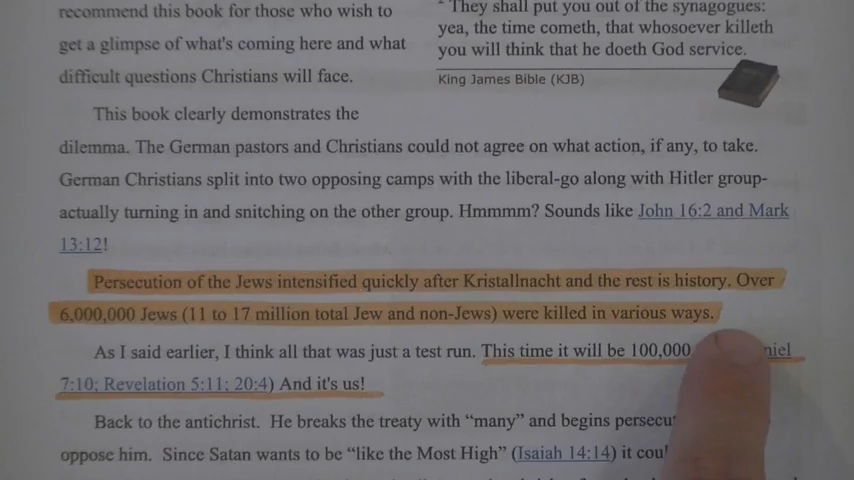 recommend this book for those who wish to
get a glimpse of what's coming here and what
difficult questions Christians will face.
2 They shall put you out of the synagogues:
yea, the time cometh, that whosoever killeth
you will think that he doeth God service.
King James Bible (KJB)
This book clearly demonstrates the
dilemma. The German pastors and Christians could not agree on what action, if any, to take.
German Christians split into two opposing camps with the liberal-go along with Hitler group-
actually turning in and snitching on the other group. Hmmmm? Sounds like John 16:2 and Mark
13:12!
Persecution of the Jews intensified quickly after Kristallnacht and the rest is history. Over
6,000,000 Jews (11 to 17 million total Jew and non-Jews) were killed in various ways.
As I said earlier, I think all that was just a test run. This time it will be 100,000 niel
7:10; Revelation 5:11; 20:4) And it's us!
Back to the antichrist. He breaks the treaty with “many” and begins persecu
oppose him. Since Satan wants to be “like the Most High” (Isaiah 14:14) it cou